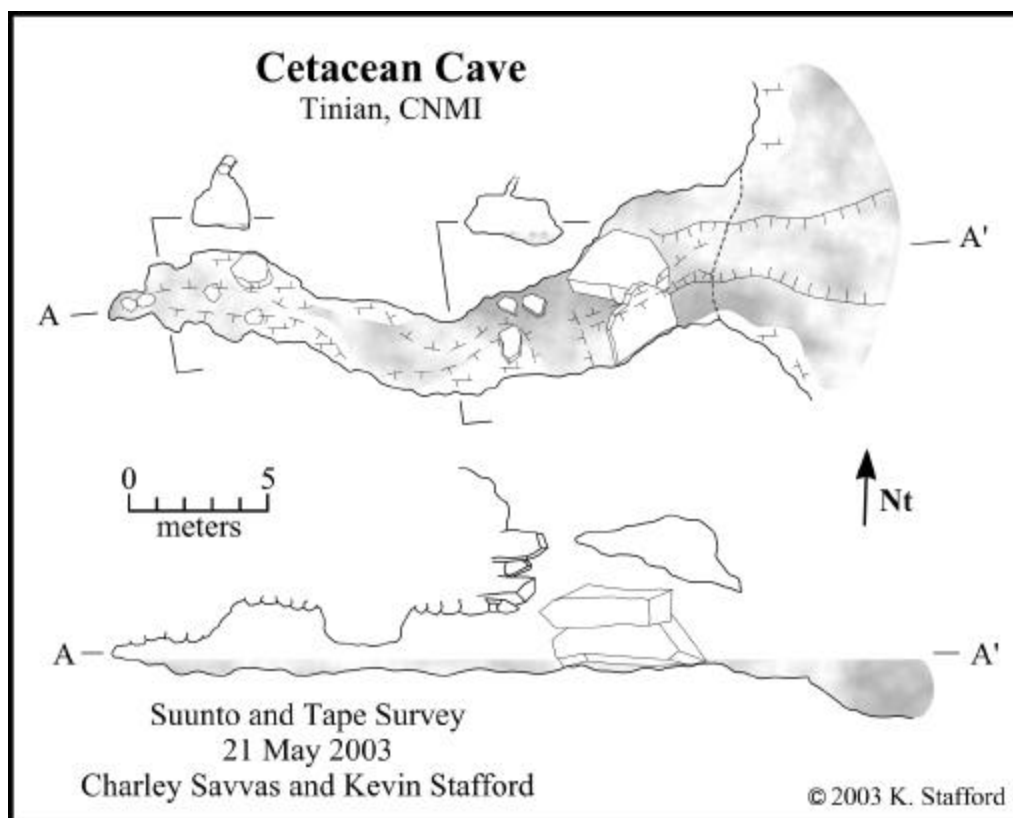 Cetacean Cave
Tinian, CNMI
A
A'
0 5
meters
Nt
A
A'
Suunto and Tape Survey
21 May 2003
Charley Savvas and Kevin Stafford
© 2003 K. Stafford